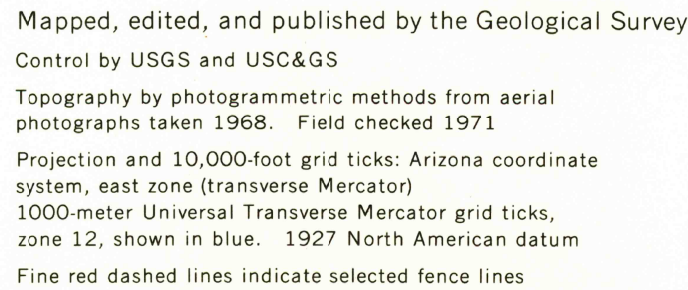 Mapped, edited, and published by the Geological Survey
Control by USGS and USC&GS
Topography by photogrammetric methods from aerial
photographs taken 1968. Field checked 1971
Projection and 10,000-foot grid ticks: Arizona coordinate
system, east zone (transverse Mercator)
1000-meter Universal Transverse Mercator grid ticks,
zone 12, shown in blue. 1927 North American datum
Fine red dashed lines indicate selected fence lines